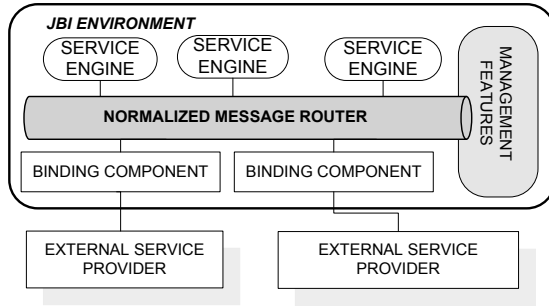 JBI ENVIRONMENT
SERVICE
ENGINE
SERVICE
ENGINE
SERVICE
ENGINE
MANAGEMENT
FEATURES
NORMALIZED MESSAGE ROUTER
BINDING COMPONENT
BINDING COMPONENT
EXTERNAL SERVICE
PROVIDER
EXTERNAL SERVICE
PROVIDER